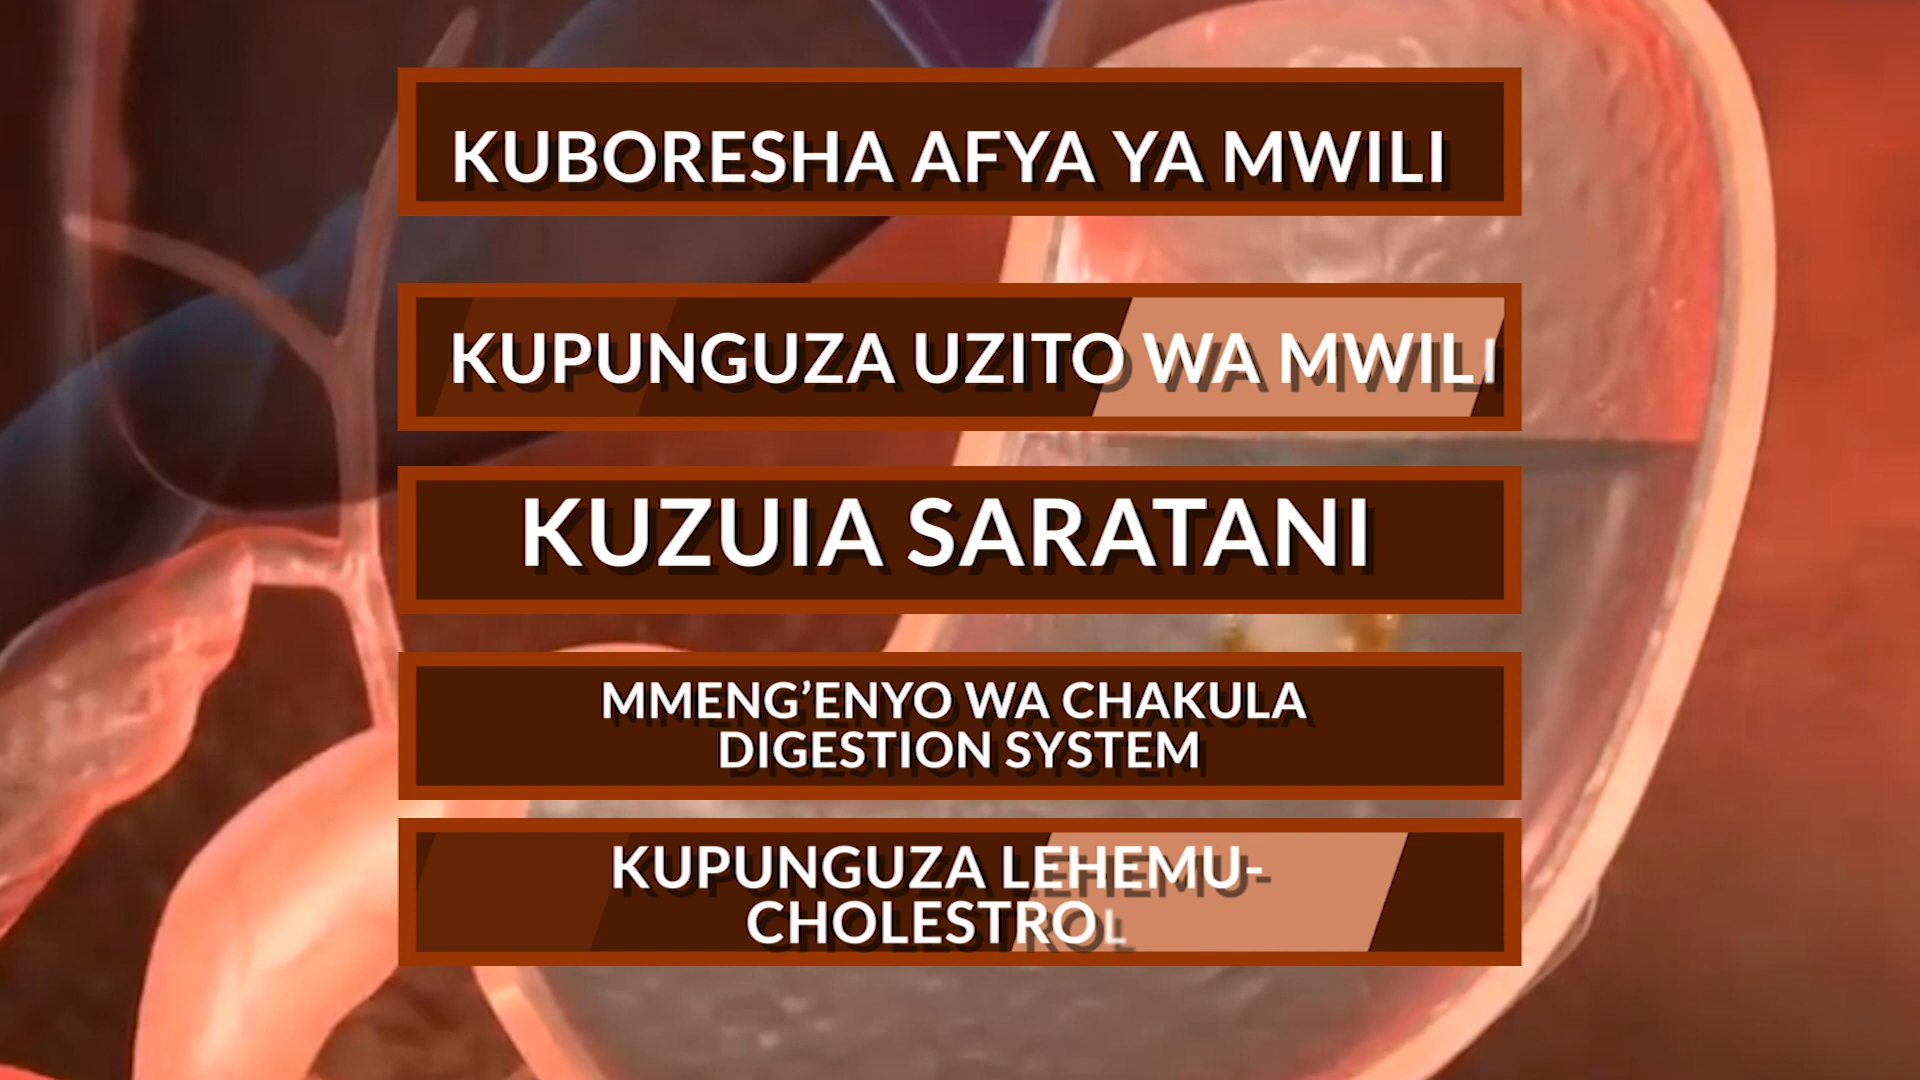 KUBORESHA AFYA YA MWILI
KUPUNGUZA UZITO WA MWILI
KUZUIA SARATANI
MMENG’ENYO WA CHAKULA
DIGESTION SYSTEM
KUPUNGUZA LEHEMU-
CHOLESTROL